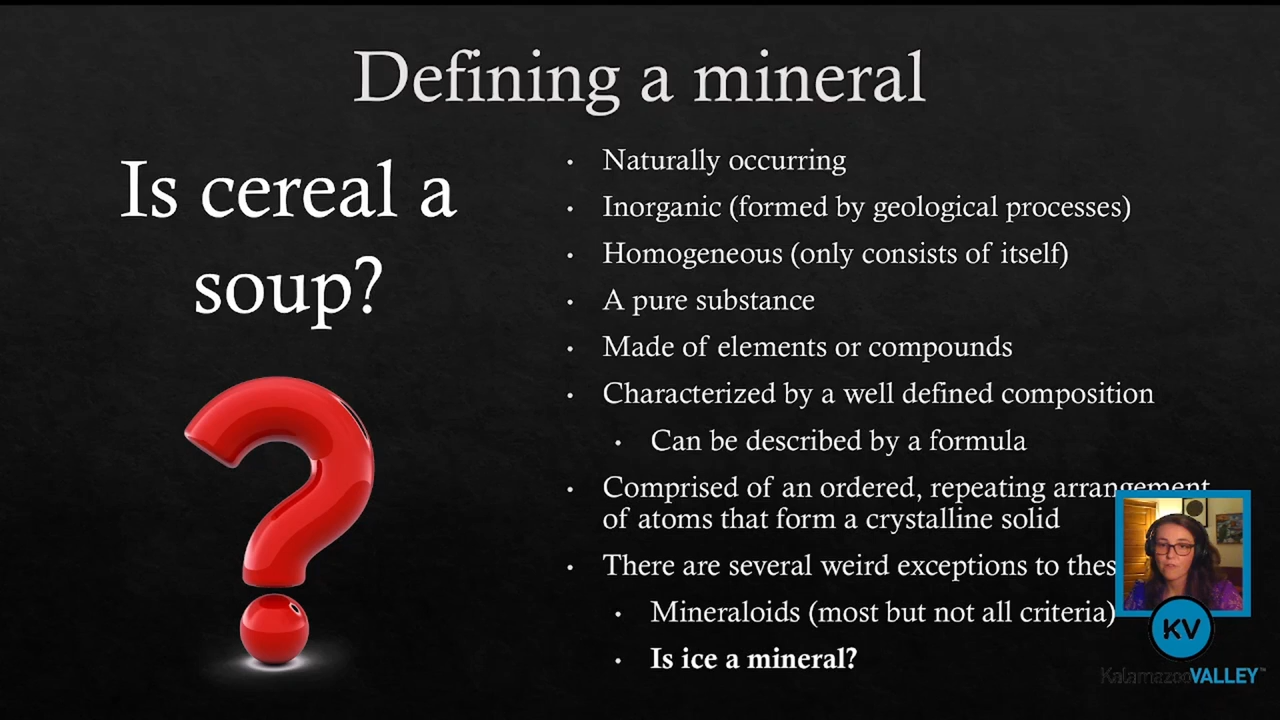 Defining a mineral
Is cereal a
soup?
• Naturally occurring
• Inorganic (formed by geological processes)
• Homogeneous (only consists of itself)
• A pure substance
• Made of elements or compounds
• Characterized by a well defined composition
• Can be described by a formula
• Comprised of an ordered, repeating arrangement
of atoms that form a crystalline solid
• There are several weird exceptions to thes
• Mineraloids (most but not all criteria)
• Is ice a mineral?
KV
KalamazooVALLEY™